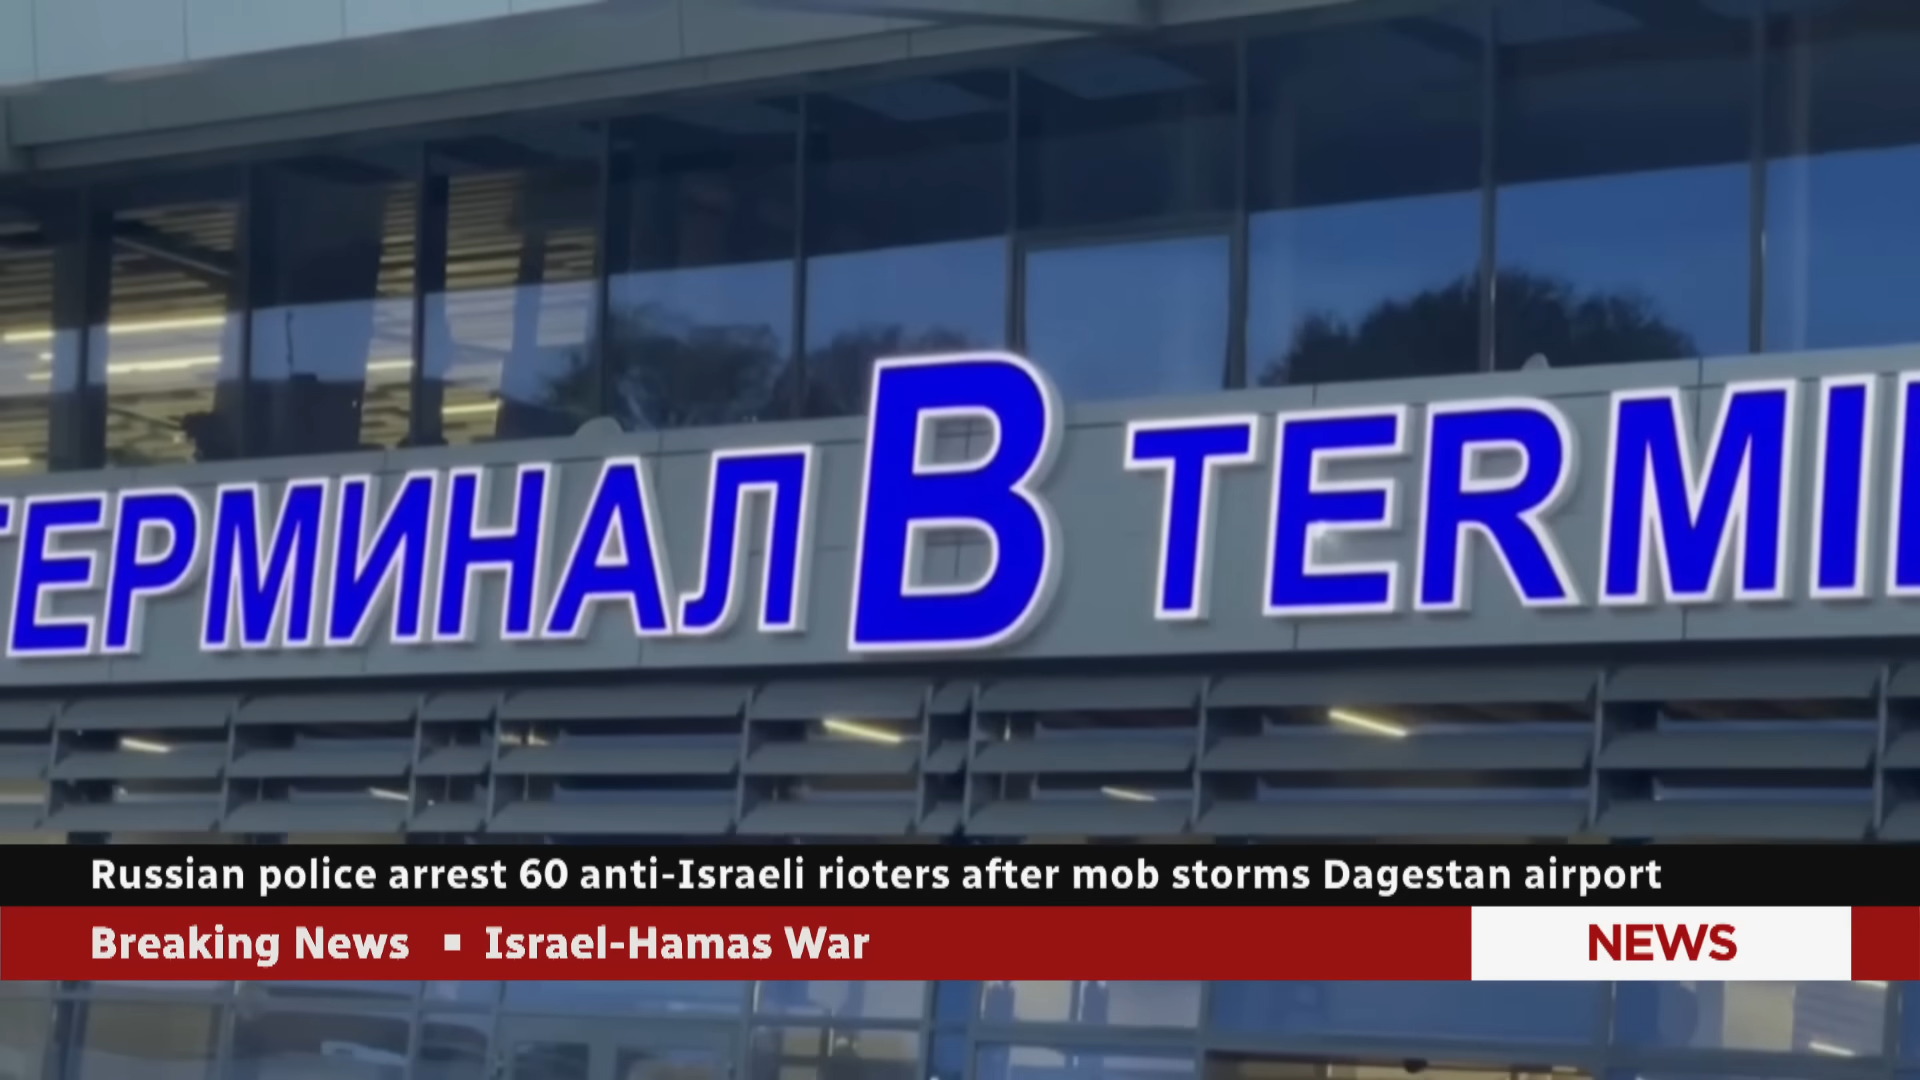 ТЕРМИНАЛ B TERMI
Russian police arrest 60 anti-Israeli rioters after mob storms Dagestan airport
Breaking News ▪ Israel-Hamas War
NEWS